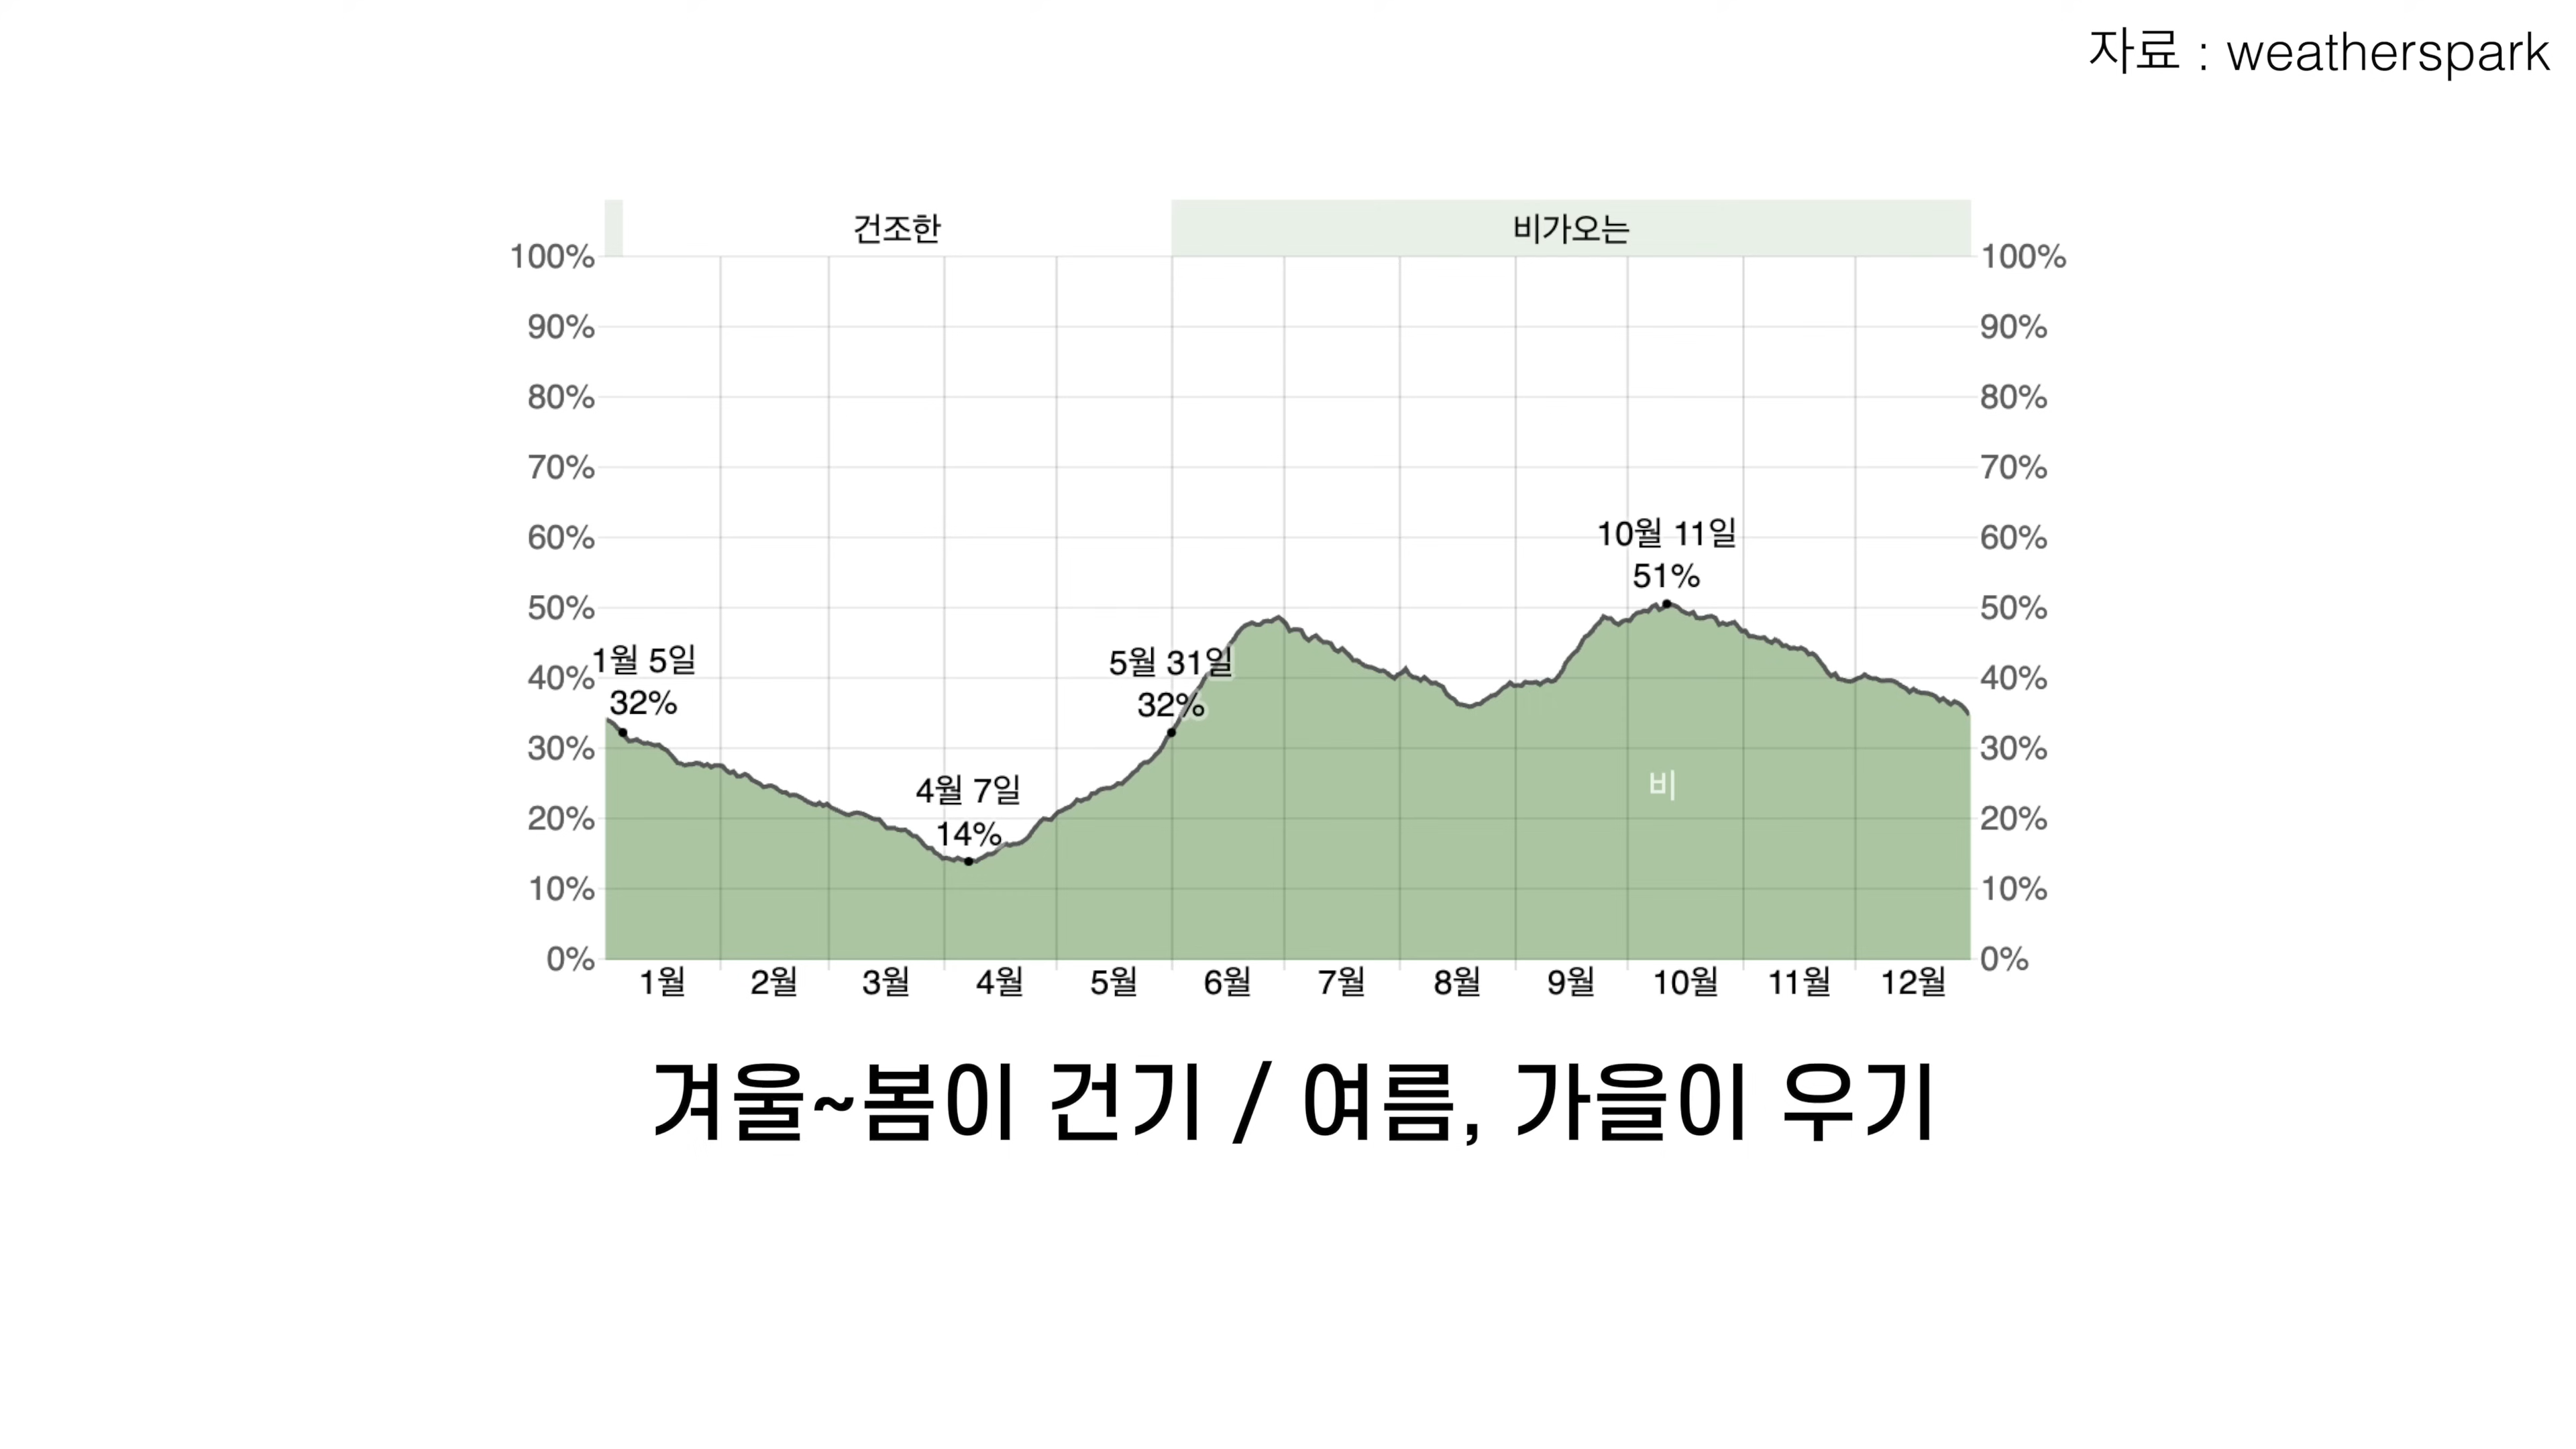 자료 : weatherspark
건조한
비가오는
100%
100%
90%
90%
80%
80%
70%
70%
60%
60%
10월 11일
51%
50%
50%
1월 5일
32%
5월 31일
32%
40%
40%
30%
30%
4월 7일
14%
비
20%
20%
10%
10%
0%
0%
1월 2월 3월 4월 5월 6월 7월 8월 9월 10월 11월 12월
겨울~봄이 건기 / 여름, 가을이 우기